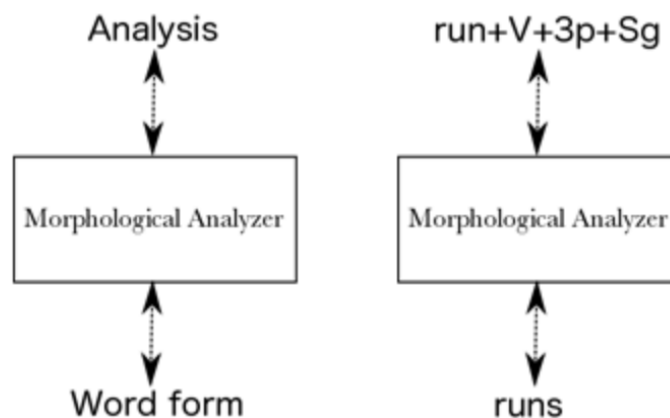 Analysis
Morphological Analyzer
Word form
run+V+3p+Sg
Morphological Analyzer
runs